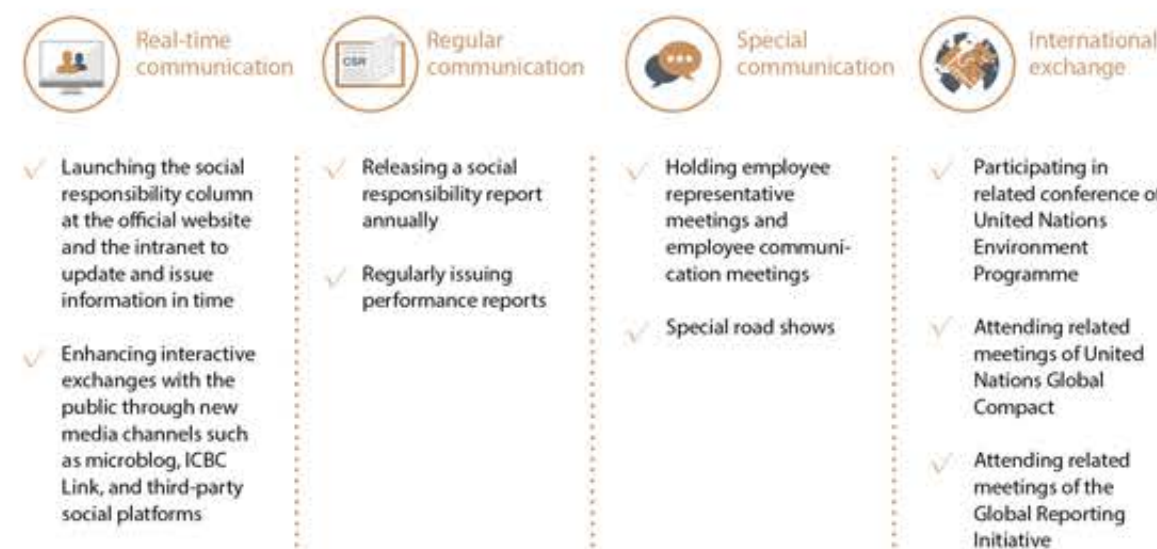 Real-time
communication
Launching the social
responsibility column
at the official website
and the intranet to
update and issue
information in time
Enhancing interactive
exchanges with the
public through new
media channels such
as microblog, ICBC
Link, and third-party
social platforms
CSR
Regular
communication
Releasing a social
responsibility report
annually
Regularly issuing
performance reports
Special
communication
Holding employee
representative
meetings and
employee communi-
cation meetings
Special road shows
International
exchange
Participating in
related conference of
United Nations
Environment
Programme
Attending related
meetings of United
Nations Global
Compact
Attending related
meetings of the
Global Reporting
Initiative